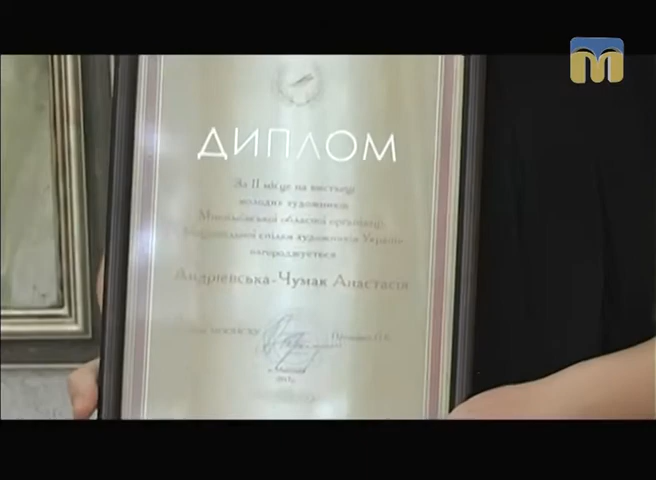 М
ДИПЛОМ
За II місце на виставці
молодих художників
Миколаївської обласної організації
Національної спілки художників України
нагороджується
Андрієвська-Чумак Анастасія